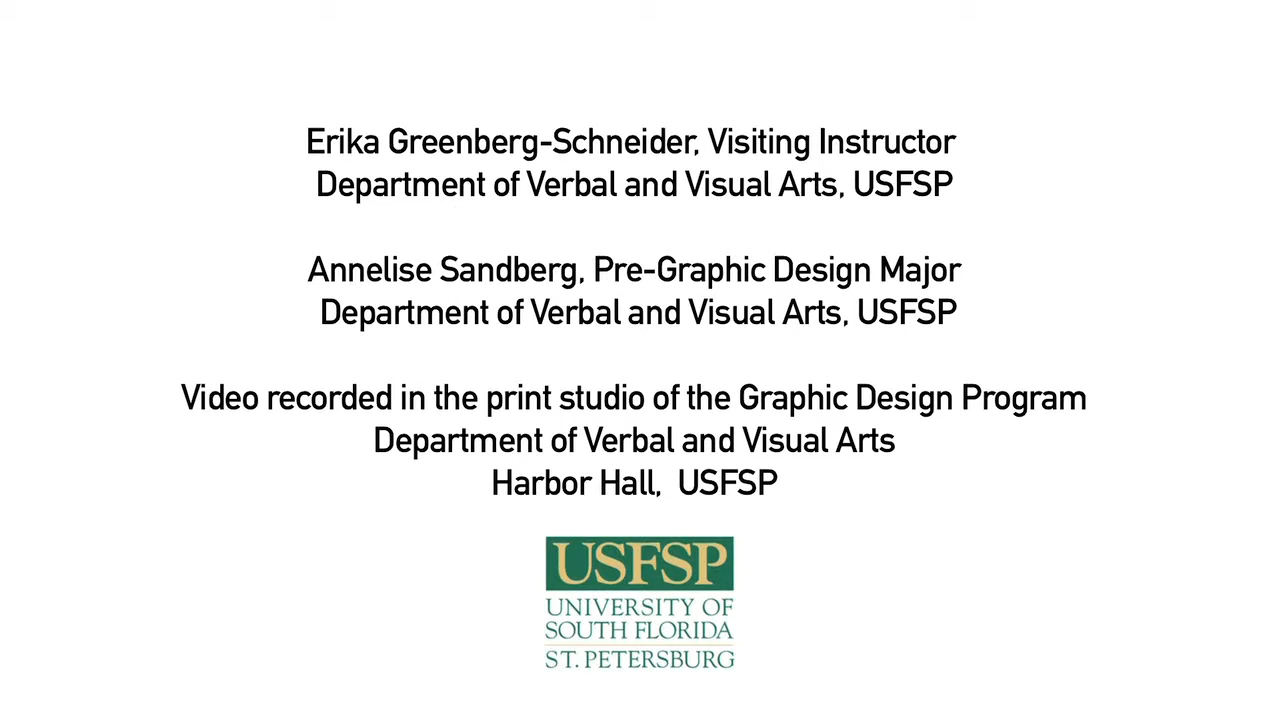 Erika Greenberg-Schneider, Visiting Instructor
Department of Verbal and Visual Arts, USFSP
Annelise Sandberg, Pre-Graphic Design Major
Department of Verbal and Visual Arts, USFSP
Video recorded in the print studio of the Graphic Design Program
Department of Verbal and Visual Arts
Harbor Hall, USFSP
USFSP
UNIVERSITY OF
SOUTH FLORIDA
ST. PETERSBURG